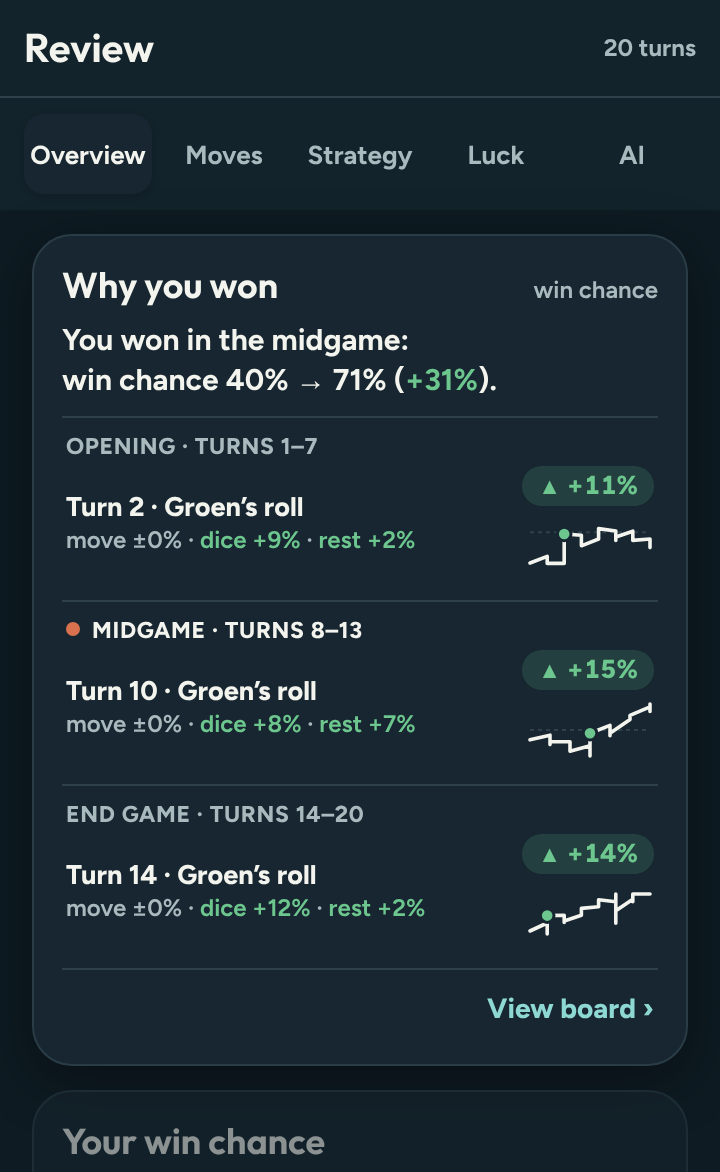 Review
20 turns
Overview
Moves
Strategy
Luck
AI
Why you won
win chance
You won in the midgame:
win chance 40% → 71% (+31%).
OPENING · TURNS 1–7
▲ +11%
Turn 2 · Groen’s roll
move ±0% · dice +9% · rest +2%
MIDGAME · TURNS 8–13
▲ +15%
Turn 10 · Groen’s roll
move ±0% · dice +8% · rest +7%
END GAME · TURNS 14–20
▲ +14%
Turn 14 · Groen’s roll
move ±0% · dice +12% · rest +2%
View board ›
Your win chance